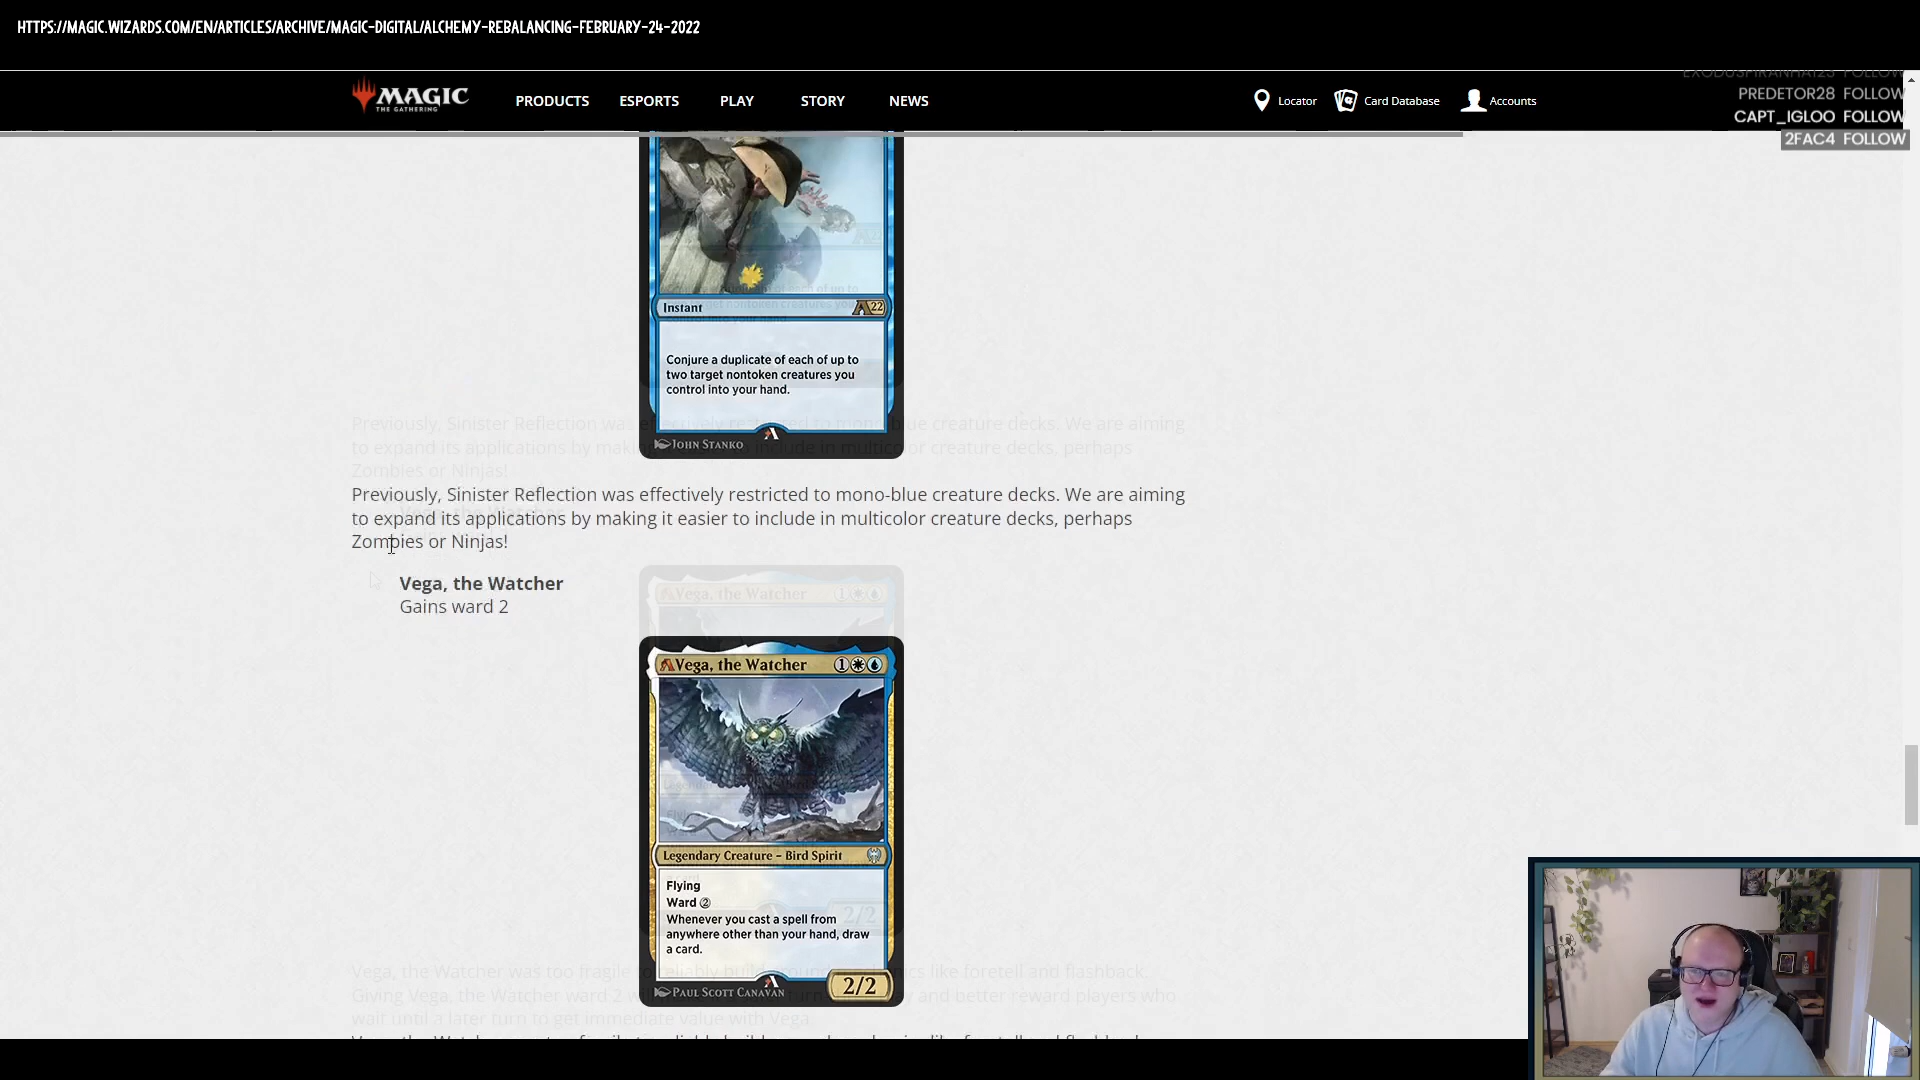 HTTPS://MAGIC.WIZARDS.COM/EN/ARTICLES/ARCHIVE/MAGIC-DIGITAL/ALCHEMY-REBALANCING-FEBRUARY-24-2022
MAGIC
THE GATHERING
PRODUCTS ESPORTS PLAY STORY NEWS
Locator Card Database Accounts
PREDETOR28 FOLLOW
CAPT_IGLOO FOLLOW
2FAC4 FOLLOW
Instant
A22
Conjure a duplicate of each of up to
two target nontoken creatures you
control into your hand.
JOHN STANKO
Previously, Sinister Reflection was effectively restricted to mono-blue creature decks. We are aiming
to expand its applications by making it easier to include in multicolor creature decks, perhaps
Zombies or Ninjas!
Vega, the Watcher
Gains ward 2
Vega, the Watcher 1
Legendary Creature – Bird Spirit
Flying
Ward 2
Whenever you cast a spell from
anywhere other than your hand, draw
a card.
PAUL SCOTT CANAVAN
2/2